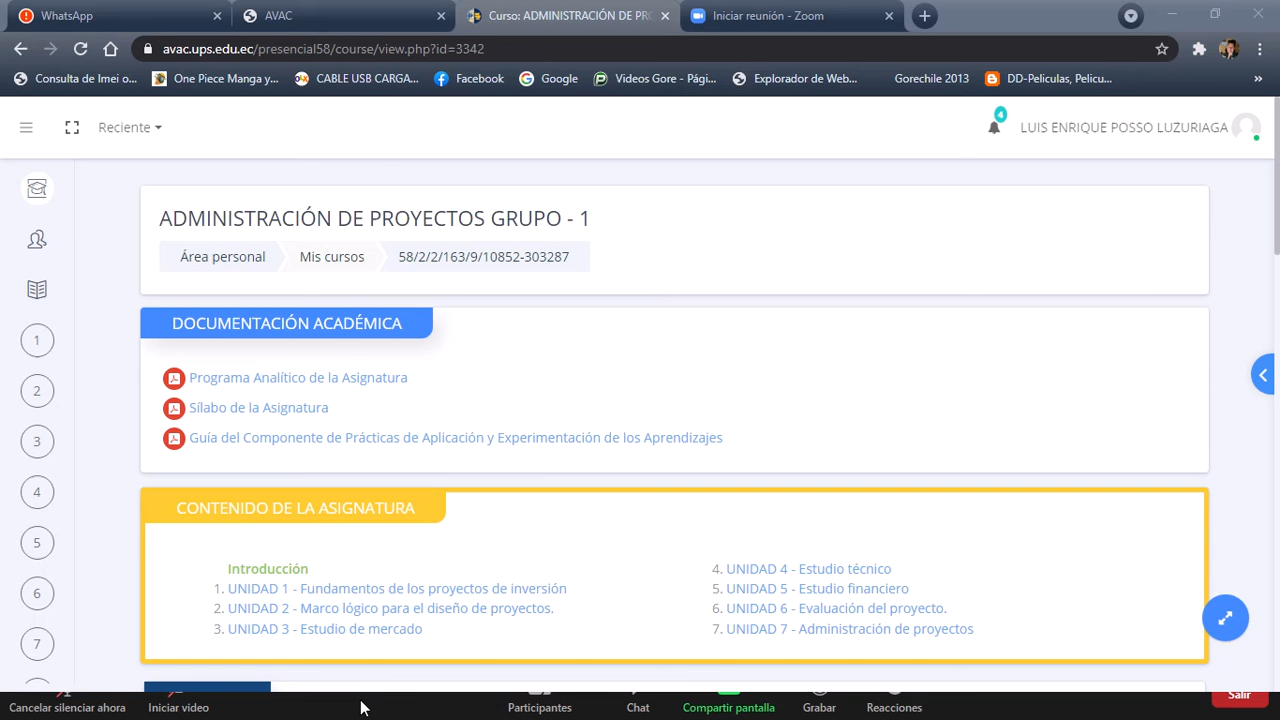 WhatsApp
AVAC
Curso: ADMINISTRACIÓN DE PRO
Iniciar reunión - Zoom
avac.ups.edu.ec/presencial58/course/view.php?id=3342
Consulta de Imei o...
One Piece Manga y...
CABLE USB CARGA...
Facebook
Google
Videos Gore - Pági...
Explorador de Web...
Gorechile 2013
DD-Peliculas, Pelicu...
Reciente
4
LUIS ENRIQUE POSSO LUZURIAGA
ADMINISTRACIÓN DE PROYECTOS GRUPO - 1
Área personal
Mis cursos
58/2/2/163/9/10852-303287
DOCUMENTACIÓN ACADÉMICA
Programa Analítico de la Asignatura
Sílabo de la Asignatura
Guía del Componente de Prácticas de Aplicación y Experimentación de los Aprendizajes
1
2
3
4
5
6
7
CONTENIDO DE LA ASIGNATURA
Introducción
1. UNIDAD 1 - Fundamentos de los proyectos de inversión
2. UNIDAD 2 - Marco lógico para el diseño de proyectos.
3. UNIDAD 3 - Estudio de mercado
4. UNIDAD 4 - Estudio técnico
5. UNIDAD 5 - Estudio financiero
6. UNIDAD 6 - Evaluación del proyecto.
7. UNIDAD 7 - Administración de proyectos
Cancelar silenciar ahora
Iniciar video
Participantes
Chat
Compartir pantalla
Grabar
Reacciones
Salir